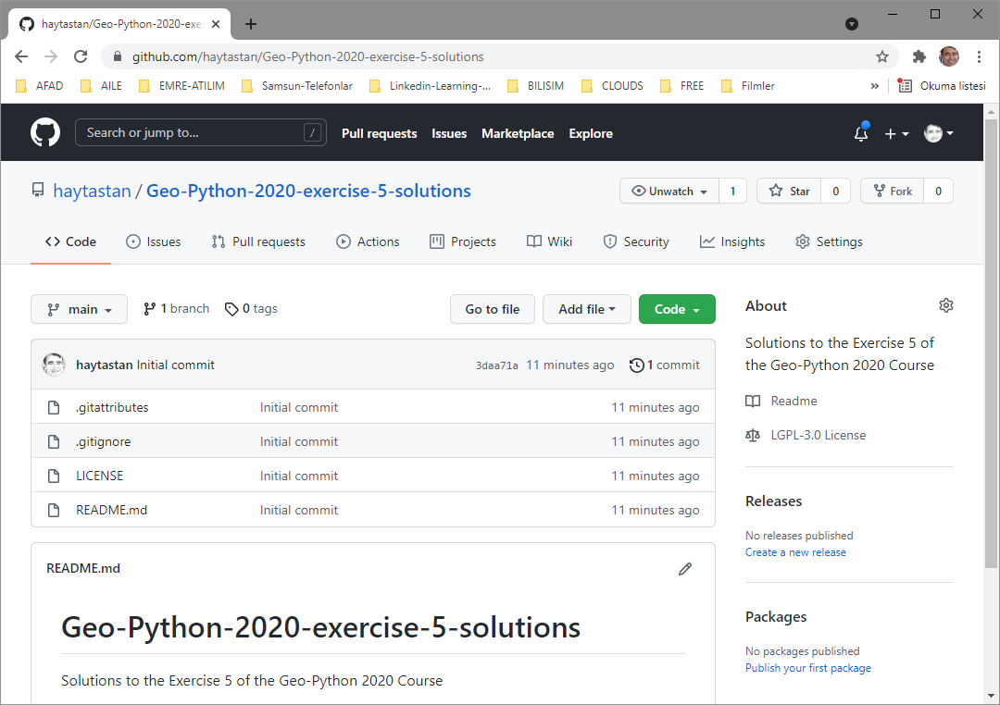 haytastan/Geo-Python-2020-exe
github.com/haytastan/Geo-Python-2020-exercise-5-solutions
AFAD AILE EMRE-ATILIM Samsun-Telefonlar Linkedin-Learning-... BILISIM CLOUDS FREE Filmler » Okuma listesi
Search or jump to... / Pull requests Issues Marketplace Explore
haytastan / Geo-Python-2020-exercise-5-solutions Unwatch 1 Star 0 Fork 0
<> Code Issues Pull requests Actions Projects Wiki Security Insights Settings
main 1 branch 0 tags Go to file Add file Code
haytastan Initial commit 3daa71a 11 minutes ago 1 commit
.gitattributes Initial commit 11 minutes ago
.gitignore Initial commit 11 minutes ago
LICENSE Initial commit 11 minutes ago
README.md Initial commit 11 minutes ago
README.md
Geo-Python-2020-exercise-5-solutions
Solutions to the Exercise 5 of the Geo-Python 2020 Course
About
Solutions to the Exercise 5 of
the Geo-Python 2020 Course
Readme
LGPL-3.0 License
Releases
No releases published
Create a new release
Packages
No packages published
Publish your first package